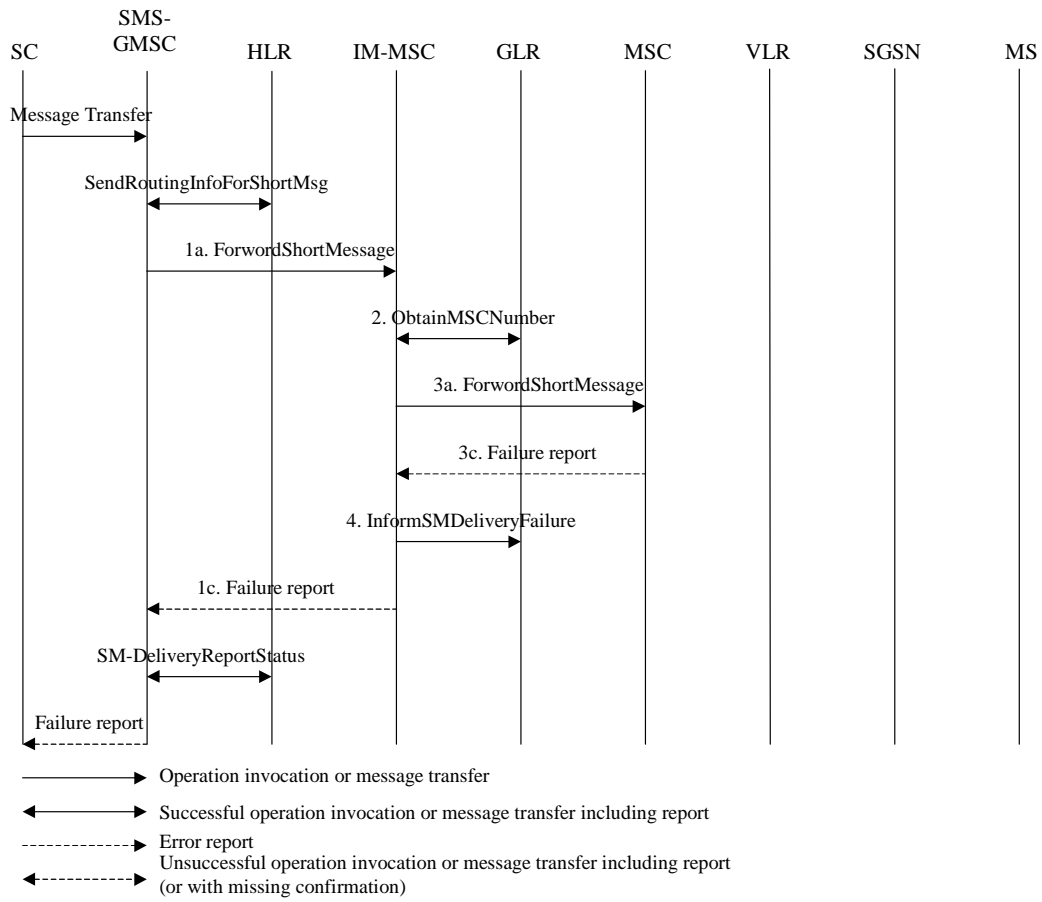 SMS-
GMSC
SC HLR IM-MSC GLR MSC VLR SGSN MS
Message Transfer
SendRoutingInfoForShortMsg
1a. ForwordShortMessage
2. ObtainMSCNumber
3a. ForwordShortMessage
3c. Failure report
4. InformSMDeliveryFailure
1c. Failure report
SM-DeliveryReportStatus
Failure report
Operation invocation or message transfer
Successful operation invocation or message transfer including report
Error report
Unsuccessful operation invocation or message transfer including report
(or with missing confirmation)